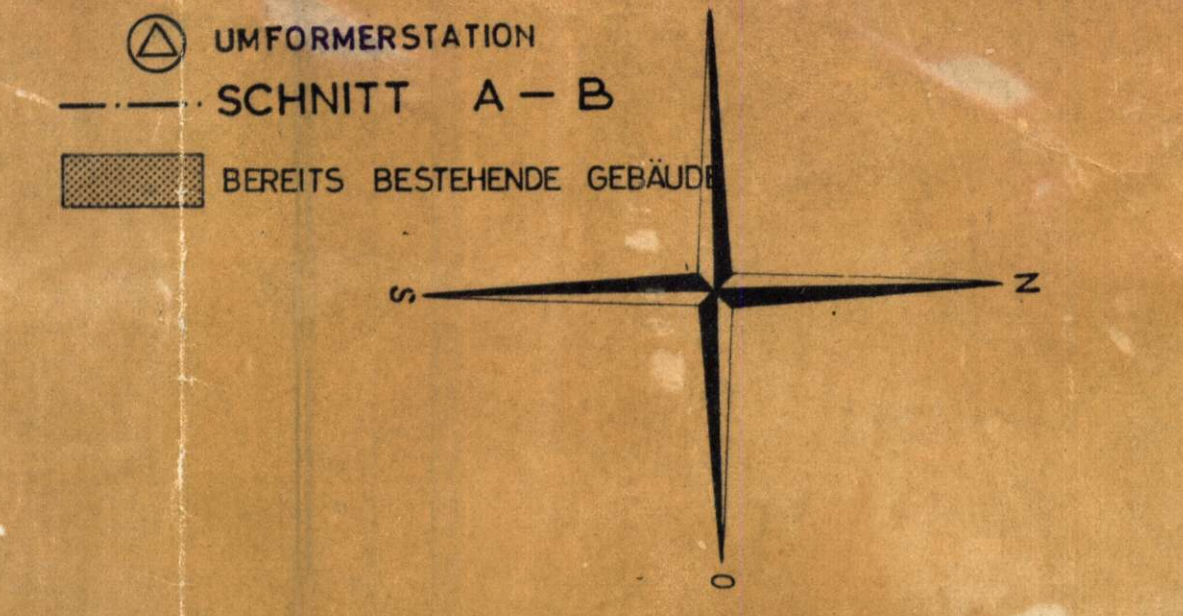 UMFORMERSTATION
SCHNITT A – B
BEREITS BESTEHENDE GEBÄUDE
S
N
O